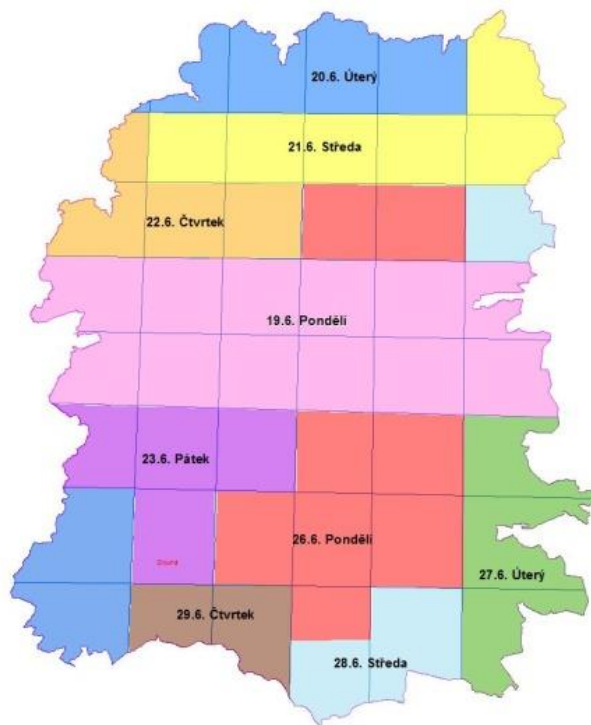 20.6. Úterý
21.6. Středa
22.6. Čtvrtek
19.6. Pondělí
23.6. Pátek
26.6. Pondělí
27.6. Úterý
29.6. Čtvrtek
28.6. Středa